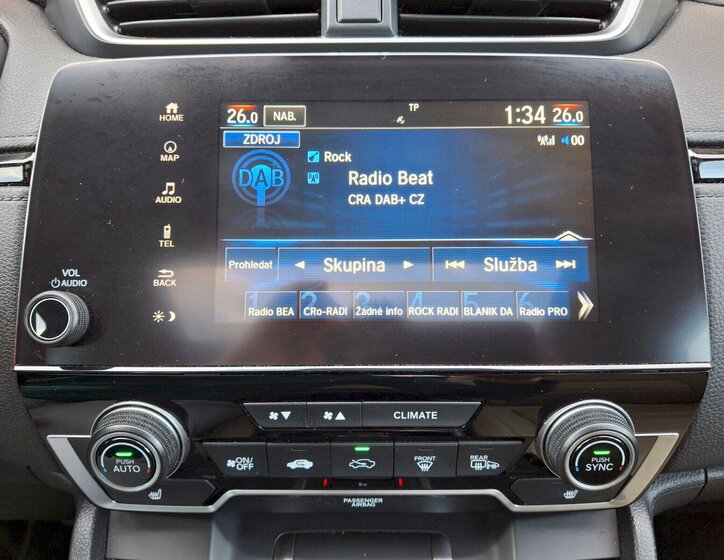 HOME
MAP
AUDIO
TEL
BACK
VOL
AUDIO
26.0 NAB. TP 1:34 26.0
ZDROJ 00
DAB
Rock
Radio Beat
CRA DAB+ CZ
Prohledat Skupina Služba
1 2 3 4 5 6
Radio BEA CRo-RADI Žádné info ROCK RADI BLANIK DA Radio PRO
CLIMATE
PUSH
AUTO
ON/
OFF
FRONT
REAR
PUSH
SYNC
PASSENGER
AIRBAG